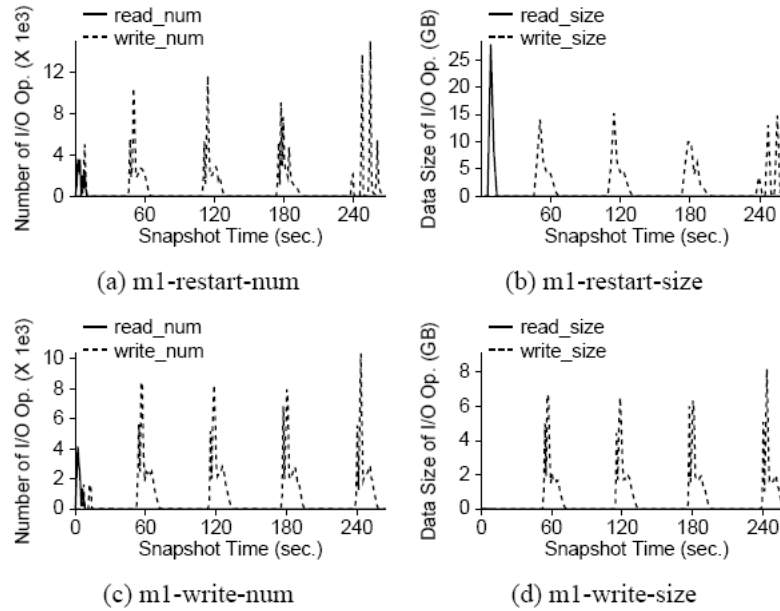 read_num
write_num
Number of I/O Op. (X 1e3)
12
8
4
0
60
120
180
240
Snapshot Time (sec.)
(a) m1-restart-num
read_size
write_size
Data Size of I/O Op. (GB)
25
20
15
10
5
0
0
60
120
180
240
Snapshot Time (sec.)
(b) m1-restart-size
read_num
write_num
Number of I/O Op. (X 1e3)
10
8
6
4
2
0
0
60
120
180
240
Snapshot Time (sec.)
(c) m1-write-num
read_size
write_size
Data Size of I/O Op. (GB)
8
6
4
2
0
0
60
120
180
240
Snapshot Time (sec.)
(d) m1-write-size